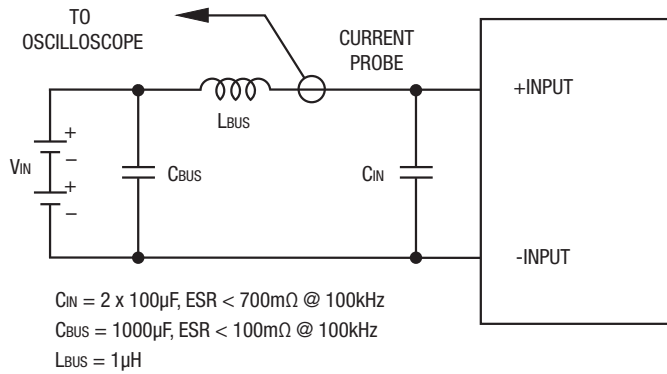 TO
OSCILLOSCOPE
CURRENT
PROBE
+INPUT
LBUS
VIN
+
−
+
−
CBUS
CIN
-INPUT
CIN = 2 x 100µF, ESR < 700mΩ @ 100kHz
CBUS = 1000µF, ESR < 100mΩ @ 100kHz
LBUS = 1µH